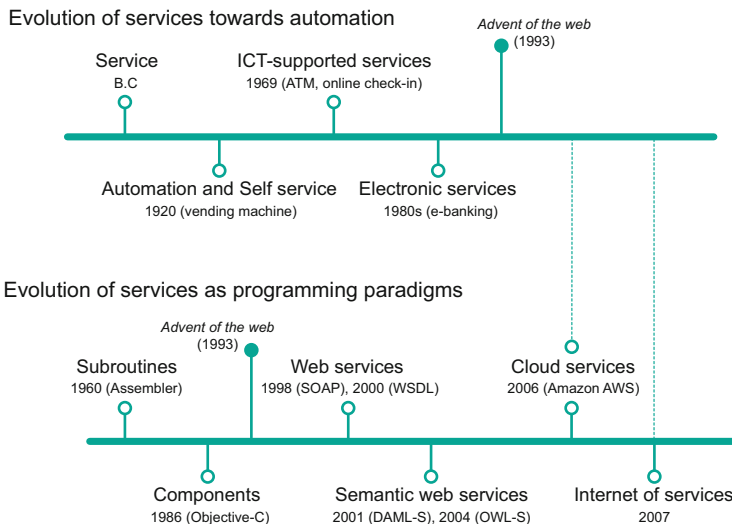 Evolution of services towards automation
Advent of the web
(1993)
Service
B.C
ICT-supported services
1969 (ATM, online check-in)
Automation and Self service
1920 (vending machine)
Electronic services
1980s (e-banking)
Evolution of services as programming paradigms
Advent of the web
(1993)
Subroutines
1960 (Assembler)
Web services
1998 (SOAP), 2000 (WSDL)
Cloud services
2006 (Amazon AWS)
Components
1986 (Objective-C)
Semantic web services
2001 (DAML-S), 2004 (OWL-S)
Internet of services
2007